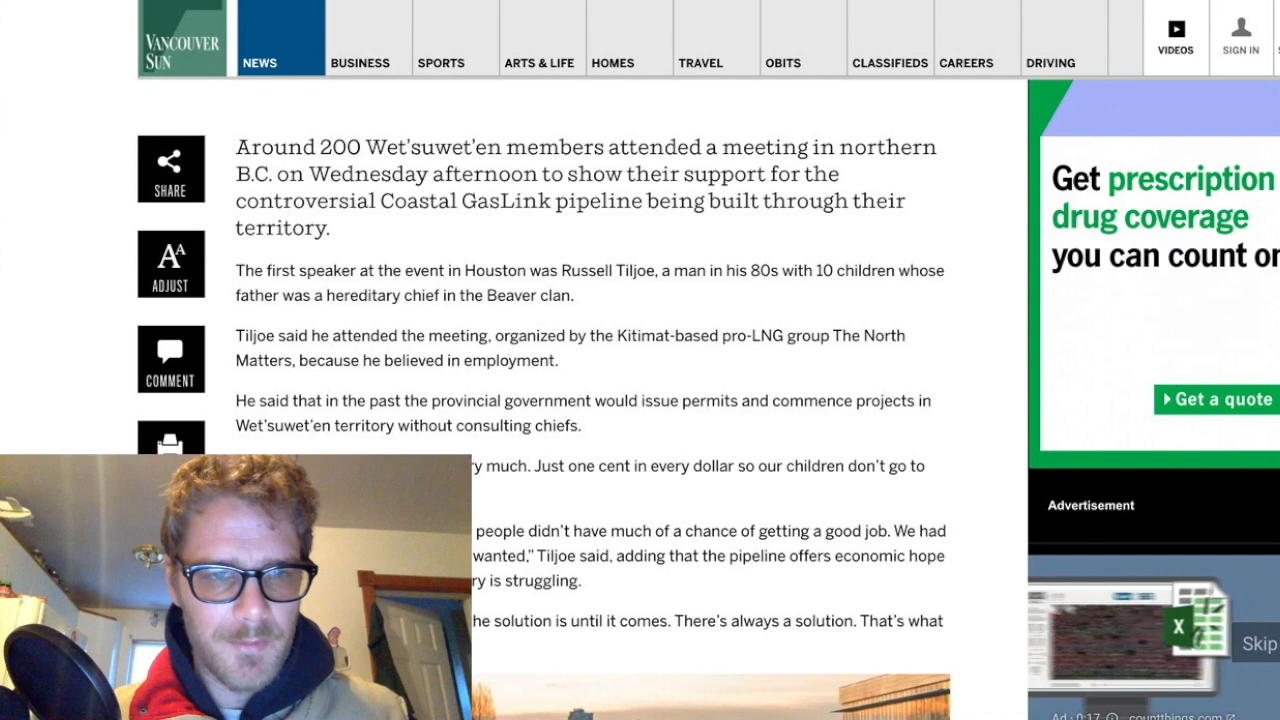 VANCOUVER
SUN
NEWS
BUSINESS
SPORTS
ARTS & LIFE
HOMES
TRAVEL
OBITS
CLASSIFIEDS
CAREERS
DRIVING
VIDEOS
SIGN IN
SHARE
ADJUST
COMMENT
Around 200 Wet'suwet'en members attended a meeting in northern
B.C. on Wednesday afternoon to show their support for the
controversial Coastal GasLink pipeline being built through their
territory.
The first speaker at the event in Houston was Russell Tiljoe, a man in his 80s with 10 children whose
father was a hereditary chief in the Beaver clan.
Tiljoe said he attended the meeting, organized by the Kitimat-based pro-LNG group The North
Matters, because he believed in employment.
He said that in the past the provincial government would issue permits and commence projects in
Wet'suwet'en territory without consulting chiefs.
ry much. Just one cent in every dollar so our children don't go to
people didn't have much of a chance of getting a good job. We had
wanted," Tiljoe said, adding that the pipeline offers economic hope
ry is struggling.
he solution is until it comes. There's always a solution. That's what
Get prescription
drug coverage
you can count on
Get a quote
Advertisement
X
Skip
Ad · 0:17
countthings.com